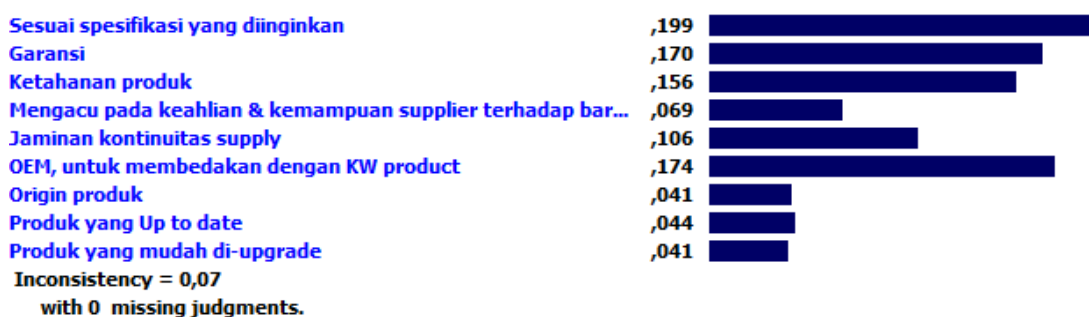 Sesuai spesifikasi yang diinginkan ,199
Garansi ,170
Ketahanan produk ,156
Mengacu pada keahlian & kemampuan supplier terhadap bar... ,069
Jaminan kontinuitas supply ,106
OEM, untuk membedakan dengan KW product ,174
Origin produk ,041
Produk yang Up to date ,044
Produk yang mudah di-upgrade ,041
Inconsistency = 0,07
with 0 missing judgments.